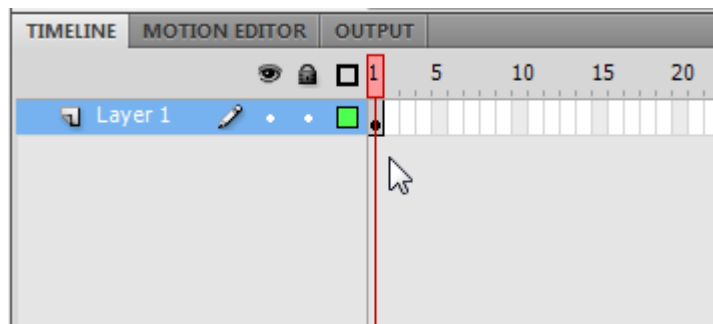 TIMELINE MOTION EDITOR OUTPUT
1 5 10 15 20
Layer 1